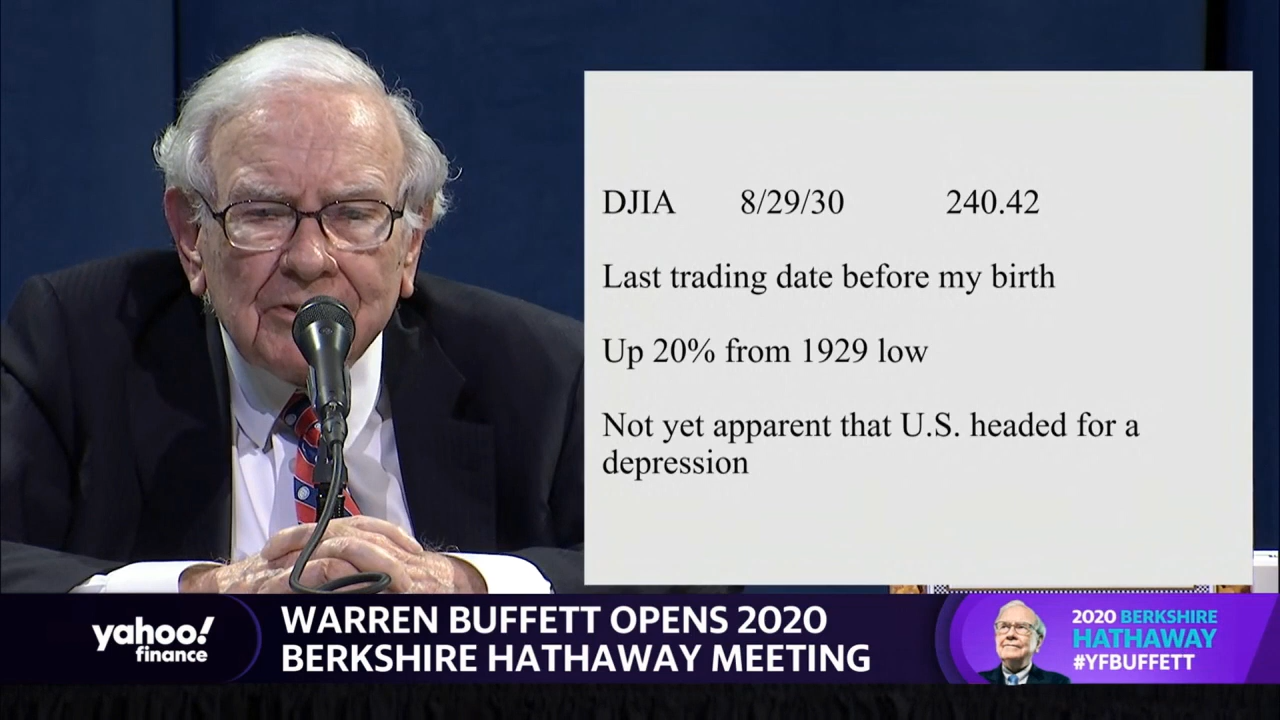 DJIA 8/29/30 240.42
Last trading date before my birth
Up 20% from 1929 low
Not yet apparent that U.S. headed for a
depression
yahoo!
finance
WARREN BUFFETT OPENS 2020
BERKSHIRE HATHAWAY MEETING
2020 BERKSHIRE
HATHAWAY
#YFBUFFETT